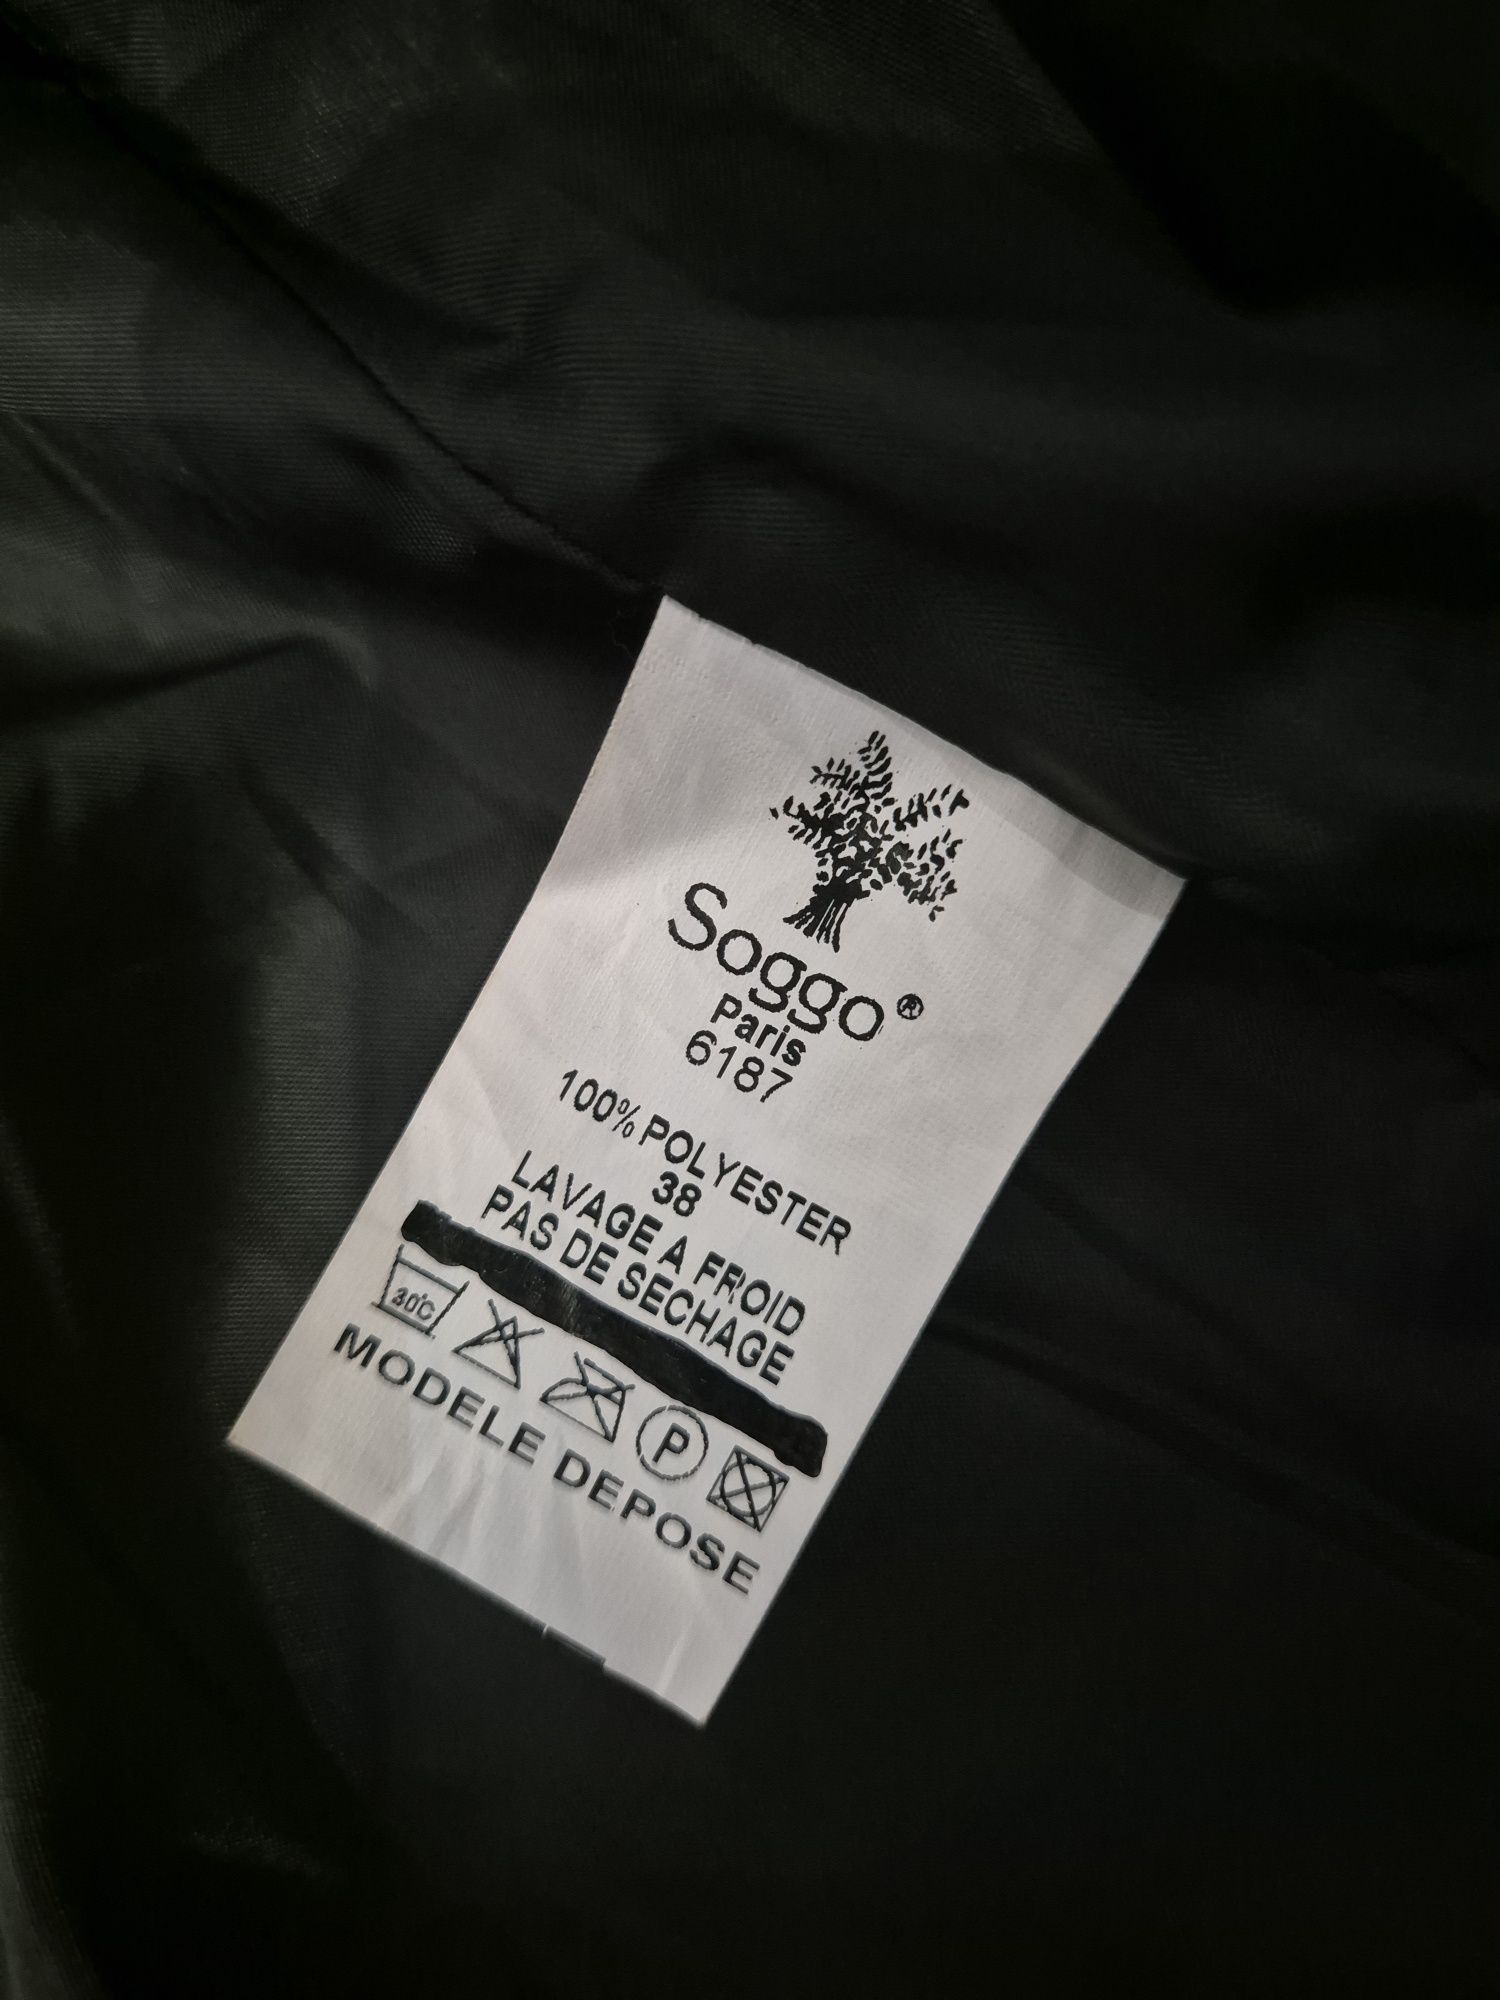 Soggo®
Paris
6187
100% POLYESTER
38
LAVAGE A FROID
PAS DE SECHAGE
30°C P
MODELE DEPOSE